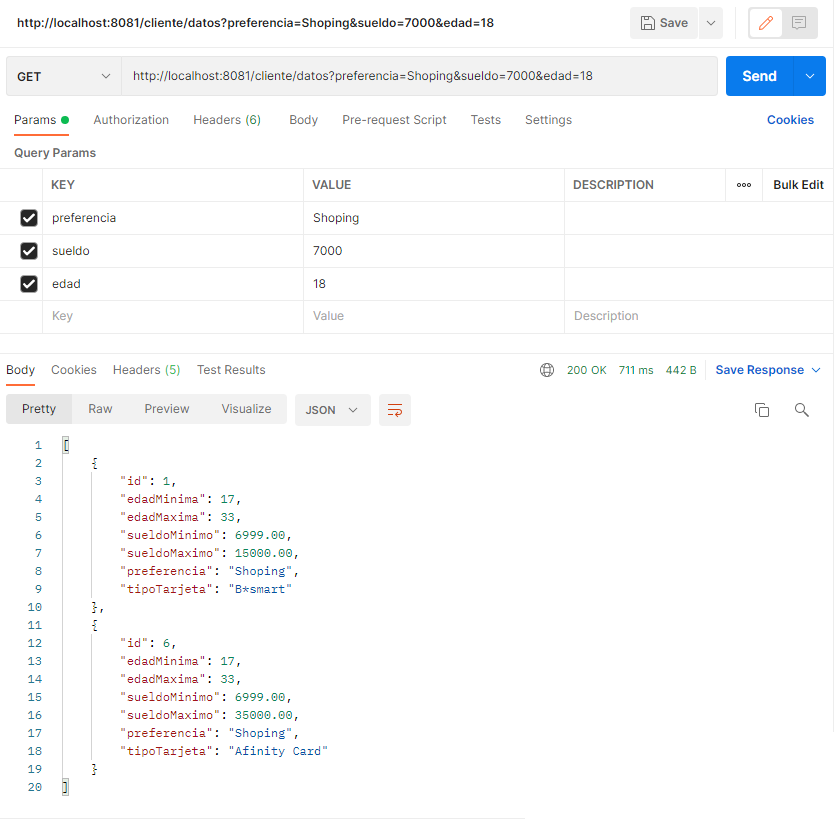 http://localhost:8081/cliente/datos?preferencia=Shoping&sueldo=7000&edad=18 Save
GET http://localhost:8081/cliente/datos?preferencia=Shoping&sueldo=7000&edad=18 Send
Params Authorization Headers (6) Body Pre-request Script Tests Settings Cookies
Query Params
KEY VALUE DESCRIPTION Bulk Edit
preferencia Shoping
sueldo 7000
edad 18
Key Value Description
Body Cookies Headers (5) Test Results 200 OK 711 ms 442 B Save Response
Pretty Raw Preview Visualize JSON
1 [
2 {
3 "id": 1,
4 "edadMinima": 17,
5 "edadMaxima": 33,
6 "sueldoMinimo": 6999.00,
7 "sueldoMaximo": 15000.00,
8 "preferencia": "Shoping",
9 "tipoTarjeta": "B*smart"
10 },
11 {
12 "id": 6,
13 "edadMinima": 17,
14 "edadMaxima": 33,
15 "sueldoMinimo": 6999.00,
16 "sueldoMaximo": 35000.00,
17 "preferencia": "Shoping",
18 "tipoTarjeta": "Afinity Card"
19 }
20 ]